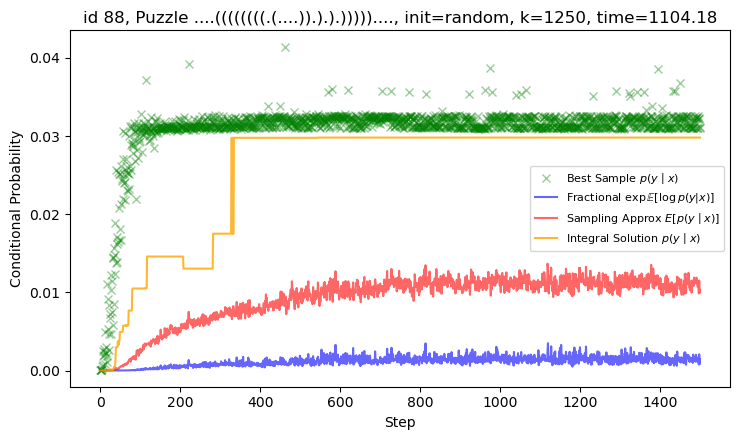 id 88, Puzzle ....((((((((.(....)).).).)))))...., init=random, k=1250, time=1104.18
Conditional Probability
0.04
0.03
0.02
0.01
0.00
Best Sample p(y | x)
Fractional exp 𝔼[log p(y|x)]
Sampling Approx E[p(y | x)]
Integral Solution p(y | x)
0 200 400 600 800 1000 1200 1400
Step